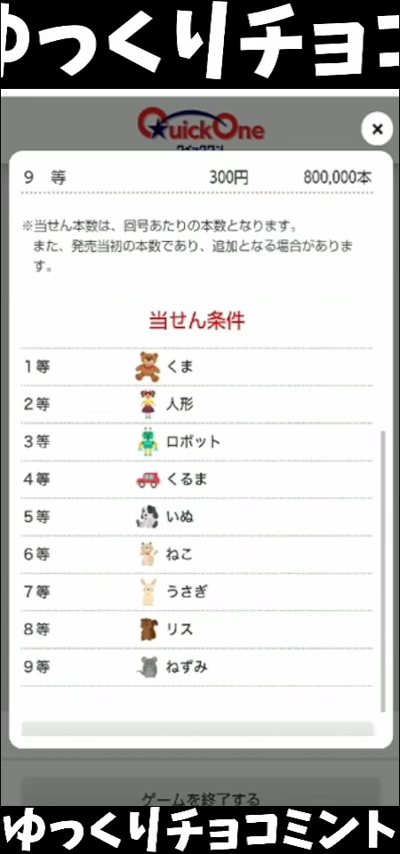 ゆっくりチョコ
QuickOne
クイックワン
×
9 等 300円 800,000本
※当せん本数は、回号あたりの本数となります。
また、発売当初の本数であり、追加となる場合がありま
す。
当せん条件
1等 くま
2等 人形
3等 ロボット
4等 くるま
5等 いぬ
6等 ねこ
7等 うさぎ
8等 リス
9等 ねずみ
ゲームを終了する
ゆっくりチョコミント